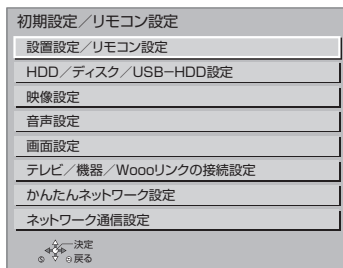 初期設定／リモコン設定
設置設定／リモコン設定
HDD／ディスク／USB-HDD設定
映像設定
音声設定
画面設定
テレビ／機器／Woooリンクの接続設定
かんたんネットワーク設定
ネットワーク通信設定
決定
戻る